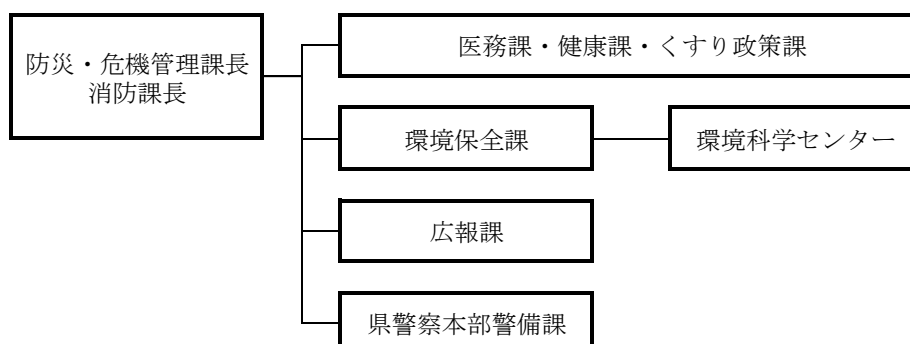 防災・危機管理課長
消防課長
医務課・健康課・くすり政策課
環境保全課
環境科学センター
広報課
県警察本部警備課